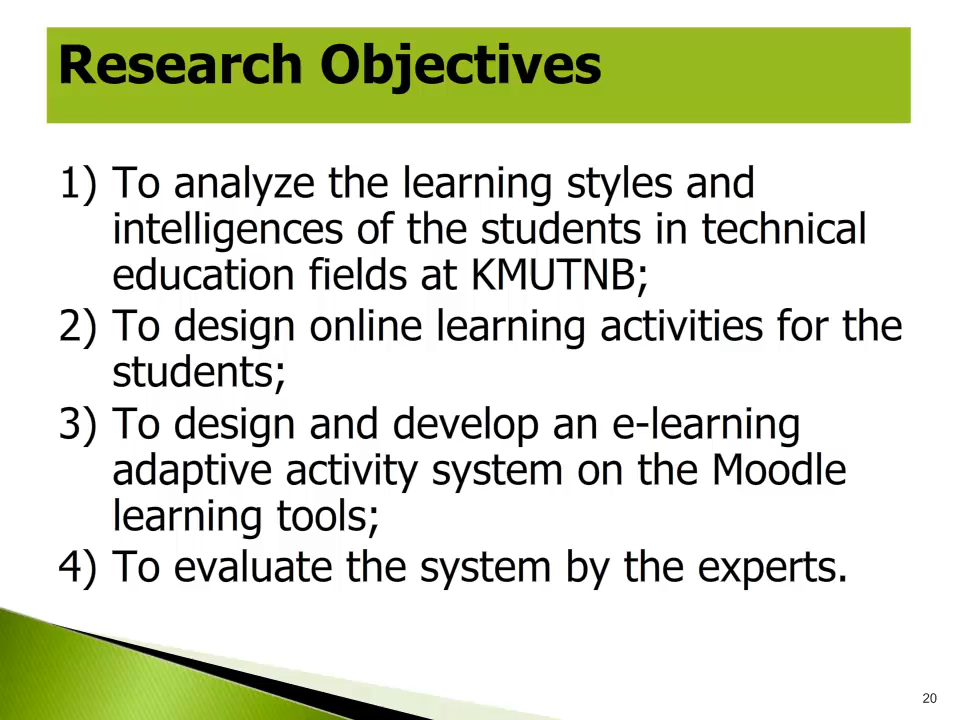 Research Objectives
1) To analyze the learning styles and
intelligences of the students in technical
education fields at KMUTNB;
2) To design online learning activities for the
students;
3) To design and develop an e-learning
adaptive activity system on the Moodle
learning tools;
4) To evaluate the system by the experts.
20